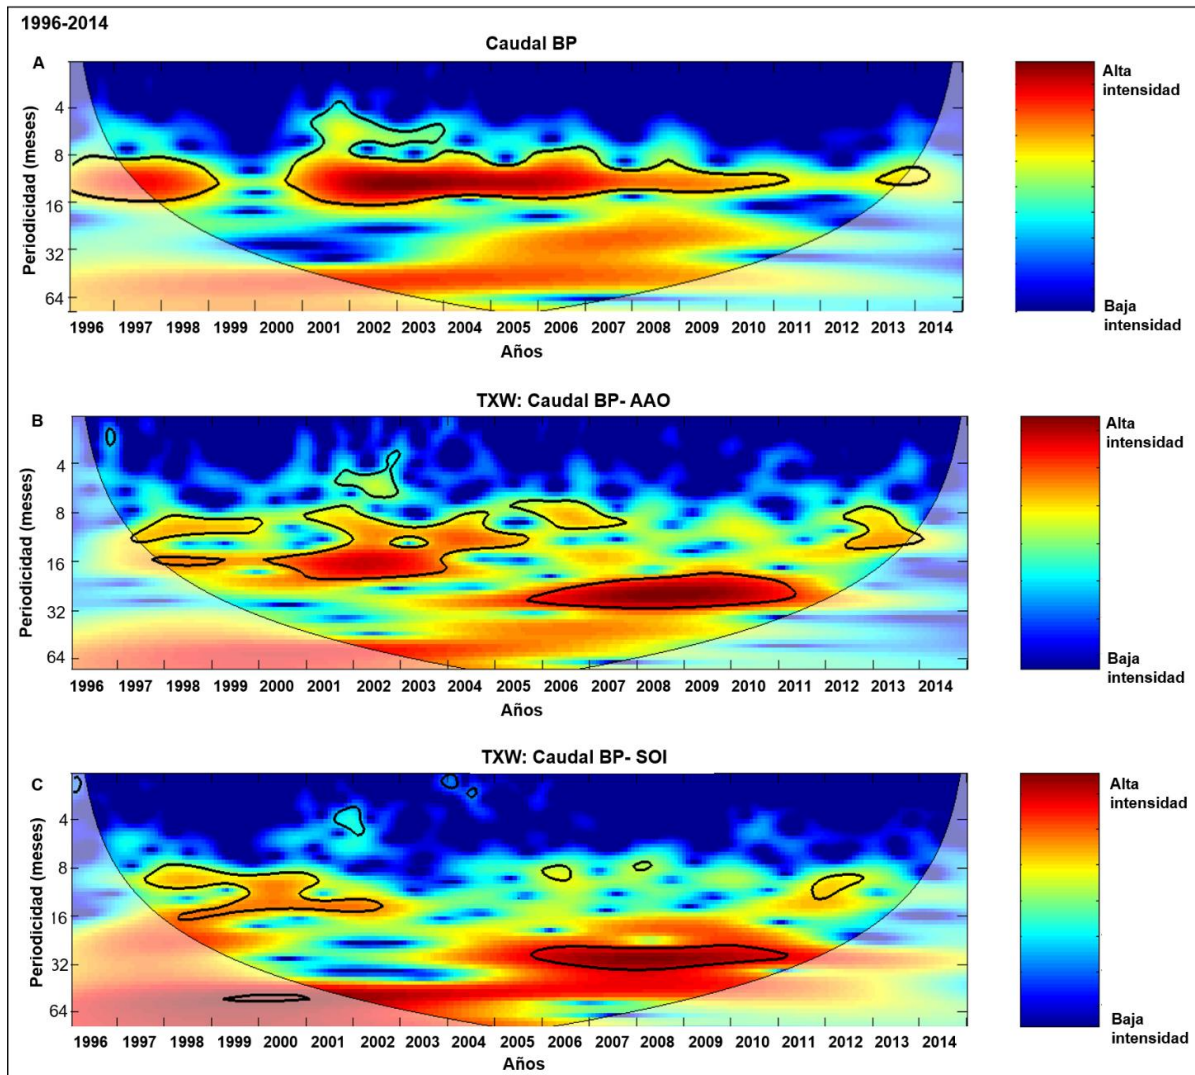 1996-2014
Caudal BP
A
Periodicidad (meses)
4
8
16
32
64
1996 1997 1998 1999 2000 2001 2002 2003 2004 2005 2006 2007 2008 2009 2010 2011 2012 2013 2014
Años
Alta
intensidad
Baja
intensidad
TXW: Caudal BP- AAO
B
Periodicidad (meses)
4
8
16
32
64
1996 1997 1998 1999 2000 2001 2002 2003 2004 2005 2006 2007 2008 2009 2010 2011 2012 2013 2014
Años
Alta
intensidad
Baja
intensidad
TXW: Caudal BP- SOI
C
Periodicidad (meses)
4
8
16
32
64
1996 1997 1998 1999 2000 2001 2002 2003 2004 2005 2006 2007 2008 2009 2010 2011 2012 2013 2014
Años
Alta
intensidad
Baja
intensidad